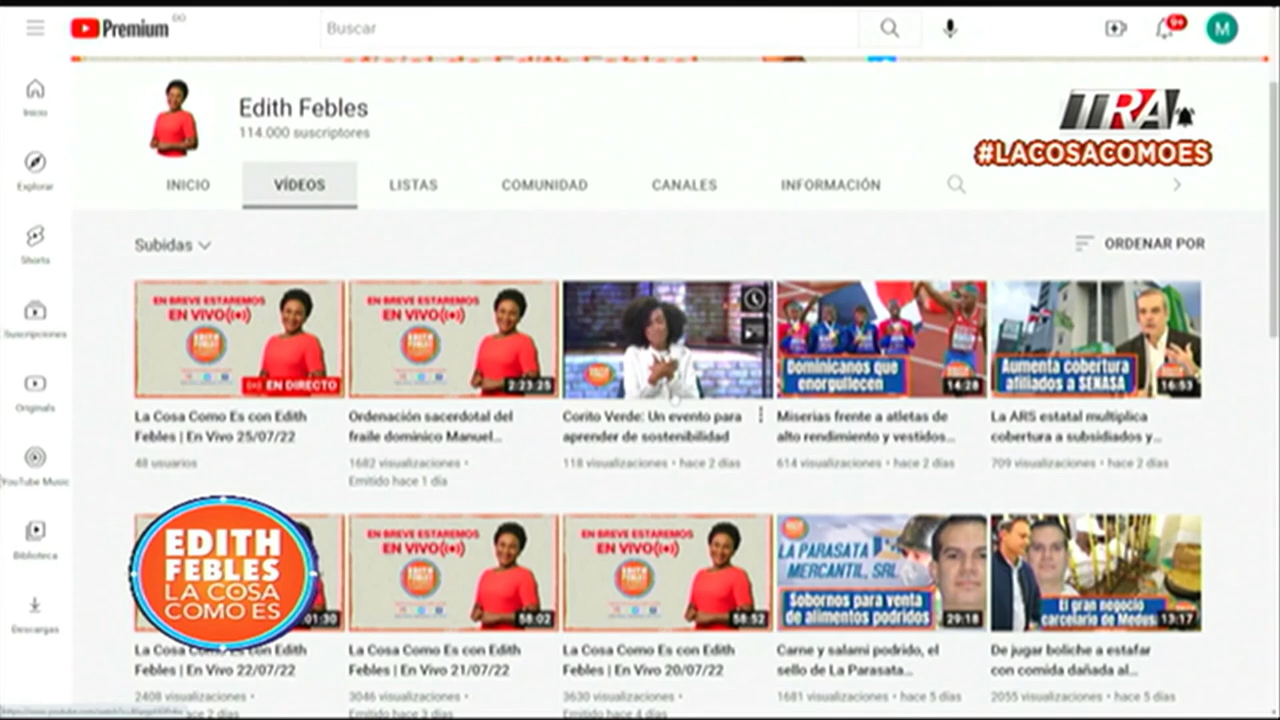 Premium
DO
Buscar
9+
M
Edith Febles
114.000 suscriptores
TRA
#LACOSACOMOES
INICIO
VÍDEOS
LISTAS
COMUNIDAD
CANALES
INFORMACIÓN
Inicio
Explorar
Shorts
Suscripciones
Originals
YouTube Music
Biblioteca
Descargas
Subidas
ORDENAR POR
EN BREVE ESTAREMOS
EN VIVO
EN DIRECTO
La Cosa Como Es con Edith
Febles | En Vivo 25/07/22
48 usuarios
EN BREVE ESTAREMOS
EN VIVO
2:23:25
Ordenación sacerdotal del
fraile dominico Manuel...
1682 visualizaciones •
Emitido hace 1 día
Corito Verde: Un evento para
aprender de sostenibilidad
118 visualizaciones • hace 2 días
Dominicanos que
enorgullecen
14:28
Miserias frente a atletas de
alto rendimiento y vestidos...
614 visualizaciones • hace 2 días
Aumenta cobertura
afiliados a SENASA
16:53
La ARS estatal multiplica
cobertura a subsidiados y...
709 visualizaciones • hace 2 días
EDITH
FEBLES
LA COSA
COMO ES
01:30
La Cosa Como Es con Edith
Febles | En Vivo 22/07/22
2408 visualizaciones •
hace 2 días
EN BREVE ESTAREMOS
EN VIVO
58:02
La Cosa Como Es con Edith
Febles | En Vivo 21/07/22
3046 visualizaciones •
Emitido hace 3 días
EN BREVE ESTAREMOS
EN VIVO
58:52
La Cosa Como Es con Edith
Febles | En Vivo 20/07/22
3630 visualizaciones •
Emitido hace 4 días
LA PARASATA
MERCANTIL, SRL
Sobornos para venta
de alimentos podridos
29:18
Carne y salami podrido, el
sello de La Parasata...
1681 visualizaciones • hace 5 días
El gran negocio
carcelario de Medus
13:17
De jugar boliche a estafar
con comida dañada al...
2055 visualizaciones • hace 5 días